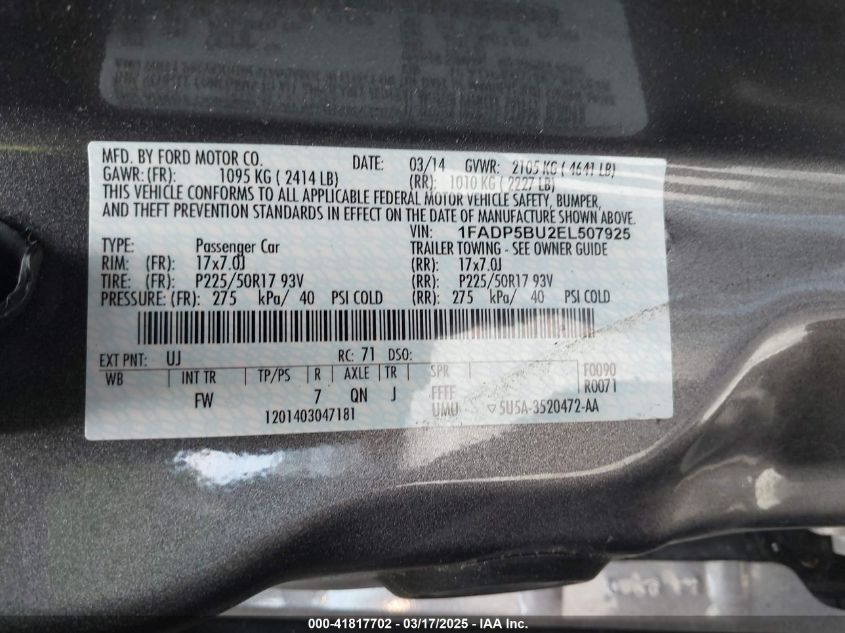 MFD. BY FORD MOTOR CO. DATE: 03/14 GVWR: 2105 KG ( 4641 LB)
GAWR: (FR): 1095 KG ( 2414 LB) (RR): 1010 KG ( 2227 LB)
THIS VEHICLE CONFORMS TO ALL APPLICABLE FEDERAL MOTOR VEHICLE SAFETY, BUMPER,
AND THEFT PREVENTION STANDARDS IN EFFECT ON THE DATE OF MANUFACTURE SHOWN ABOVE.
VIN: 1FADP5BU2EL507925
TYPE: Passenger Car TRAILER TOWING - SEE OWNER GUIDE
RIM: (FR): 17x7.0J (RR): 17x7.0J
TIRE: (FR): P225/50R17 93V (RR): P225/50R17 93V
PRESSURE: (FR): 275 kPa/ 40 PSI COLD (RR): 275 kPa/ 40 PSI COLD
EXT PNT: UJ RC: 71 DSO:
WB INT TR TP/PS R AXLE TR SPR F0090
FW 7 QN J FFFF R0071
1201403047181 UMU ▽5U5A-3520472-AA
000-41817702 - 03/17/2025 - IAA Inc.